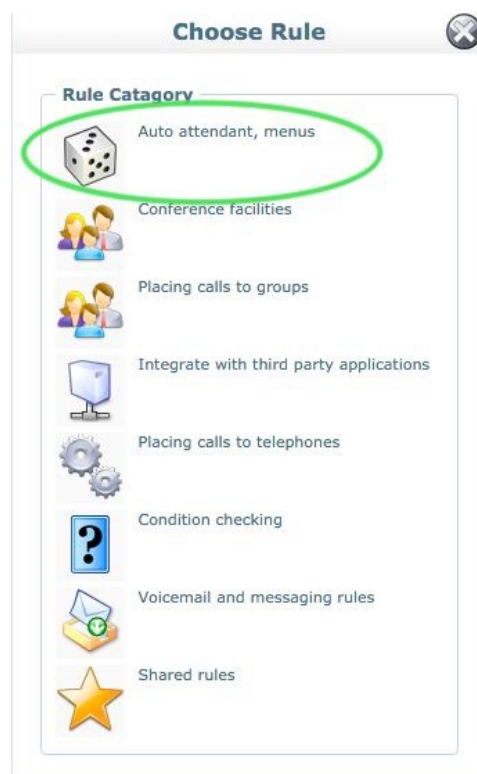 Choose Rule
Rule Catagory
Auto attendant, menus
Conference facilities
Placing calls to groups
Integrate with third party applications
Placing calls to telephones
Condition checking
Voicemail and messaging rules
Shared rules